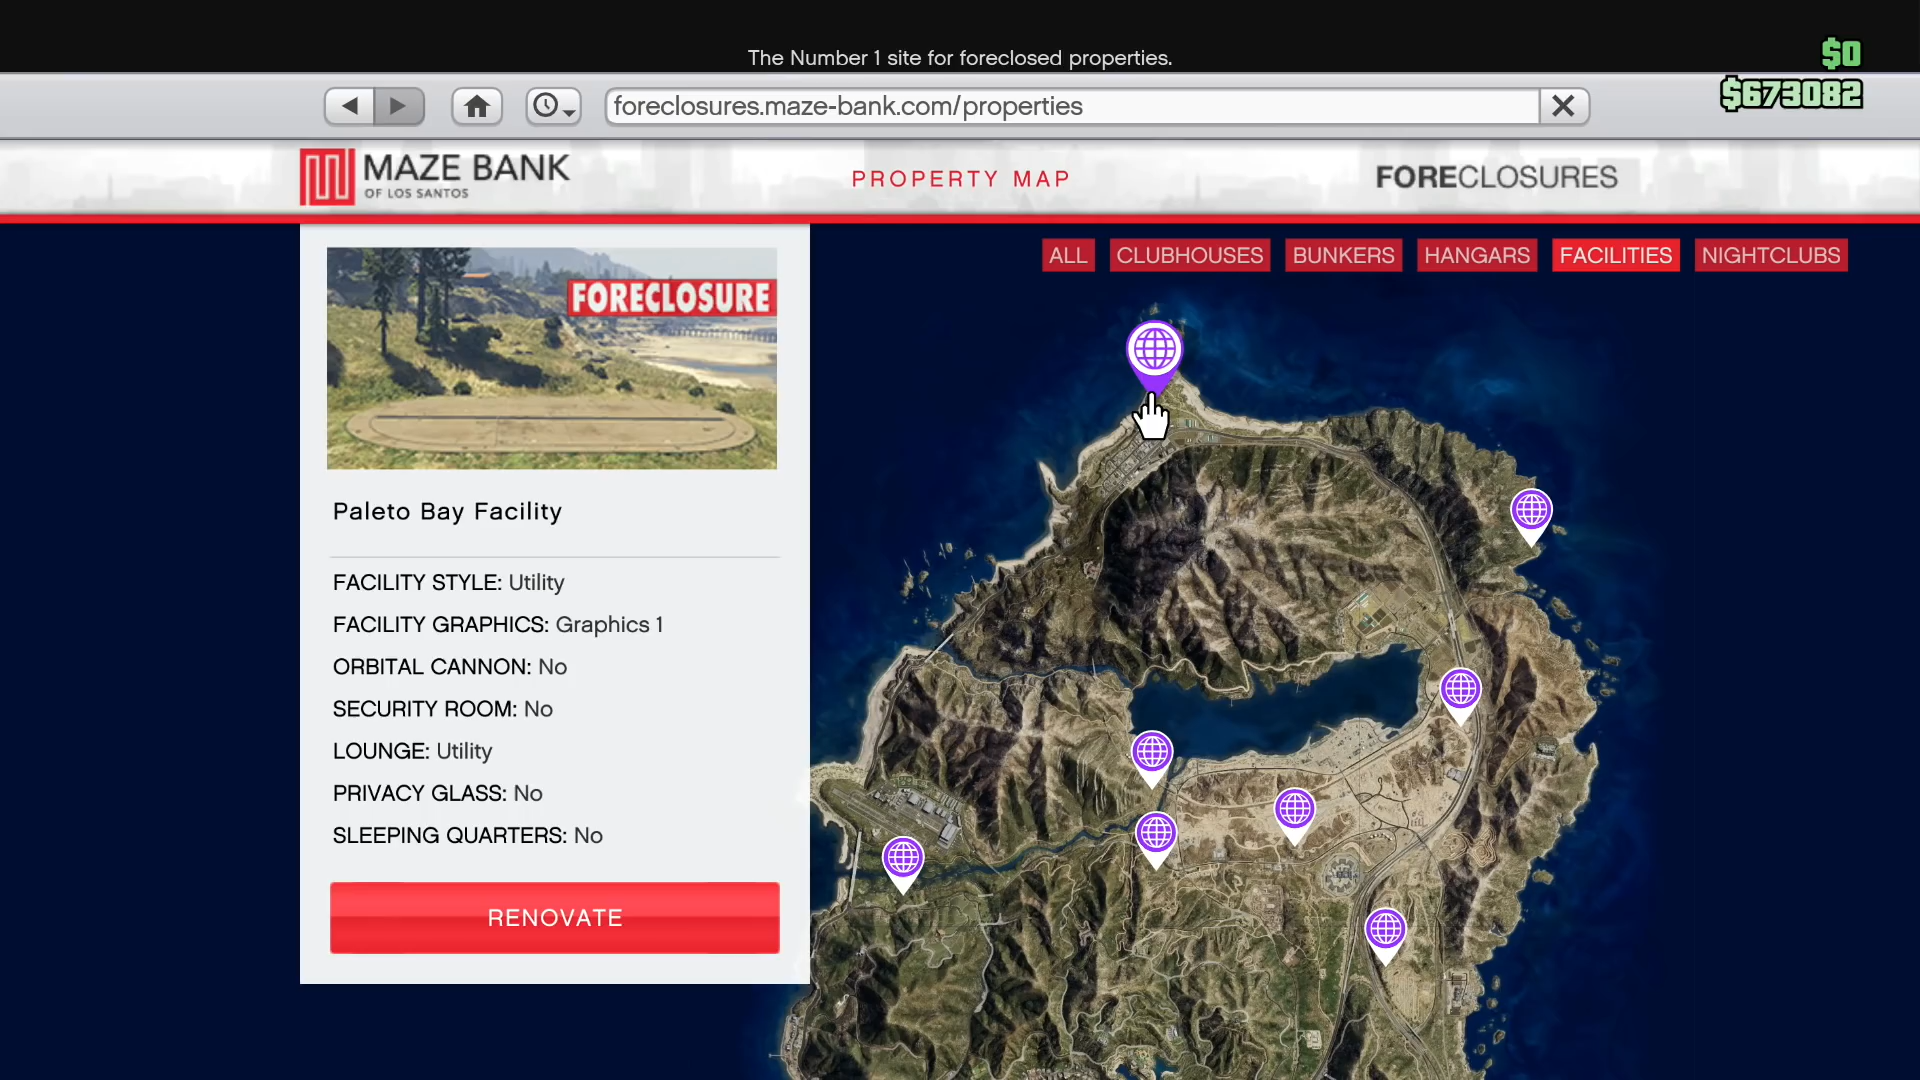 The Number 1 site for foreclosed properties.
$0
$673082
foreclosures.maze-bank.com/properties
MAZE BANK
OF LOS SANTOS
PROPERTY MAP
FORECLOSURES
ALL
CLUBHOUSES
BUNKERS
HANGARS
FACILITIES
NIGHTCLUBS
FORECLOSURE
Paleto Bay Facility
FACILITY STYLE: Utility
FACILITY GRAPHICS: Graphics 1
ORBITAL CANNON: No
SECURITY ROOM: No
LOUNGE: Utility
PRIVACY GLASS: No
SLEEPING QUARTERS: No
RENOVATE